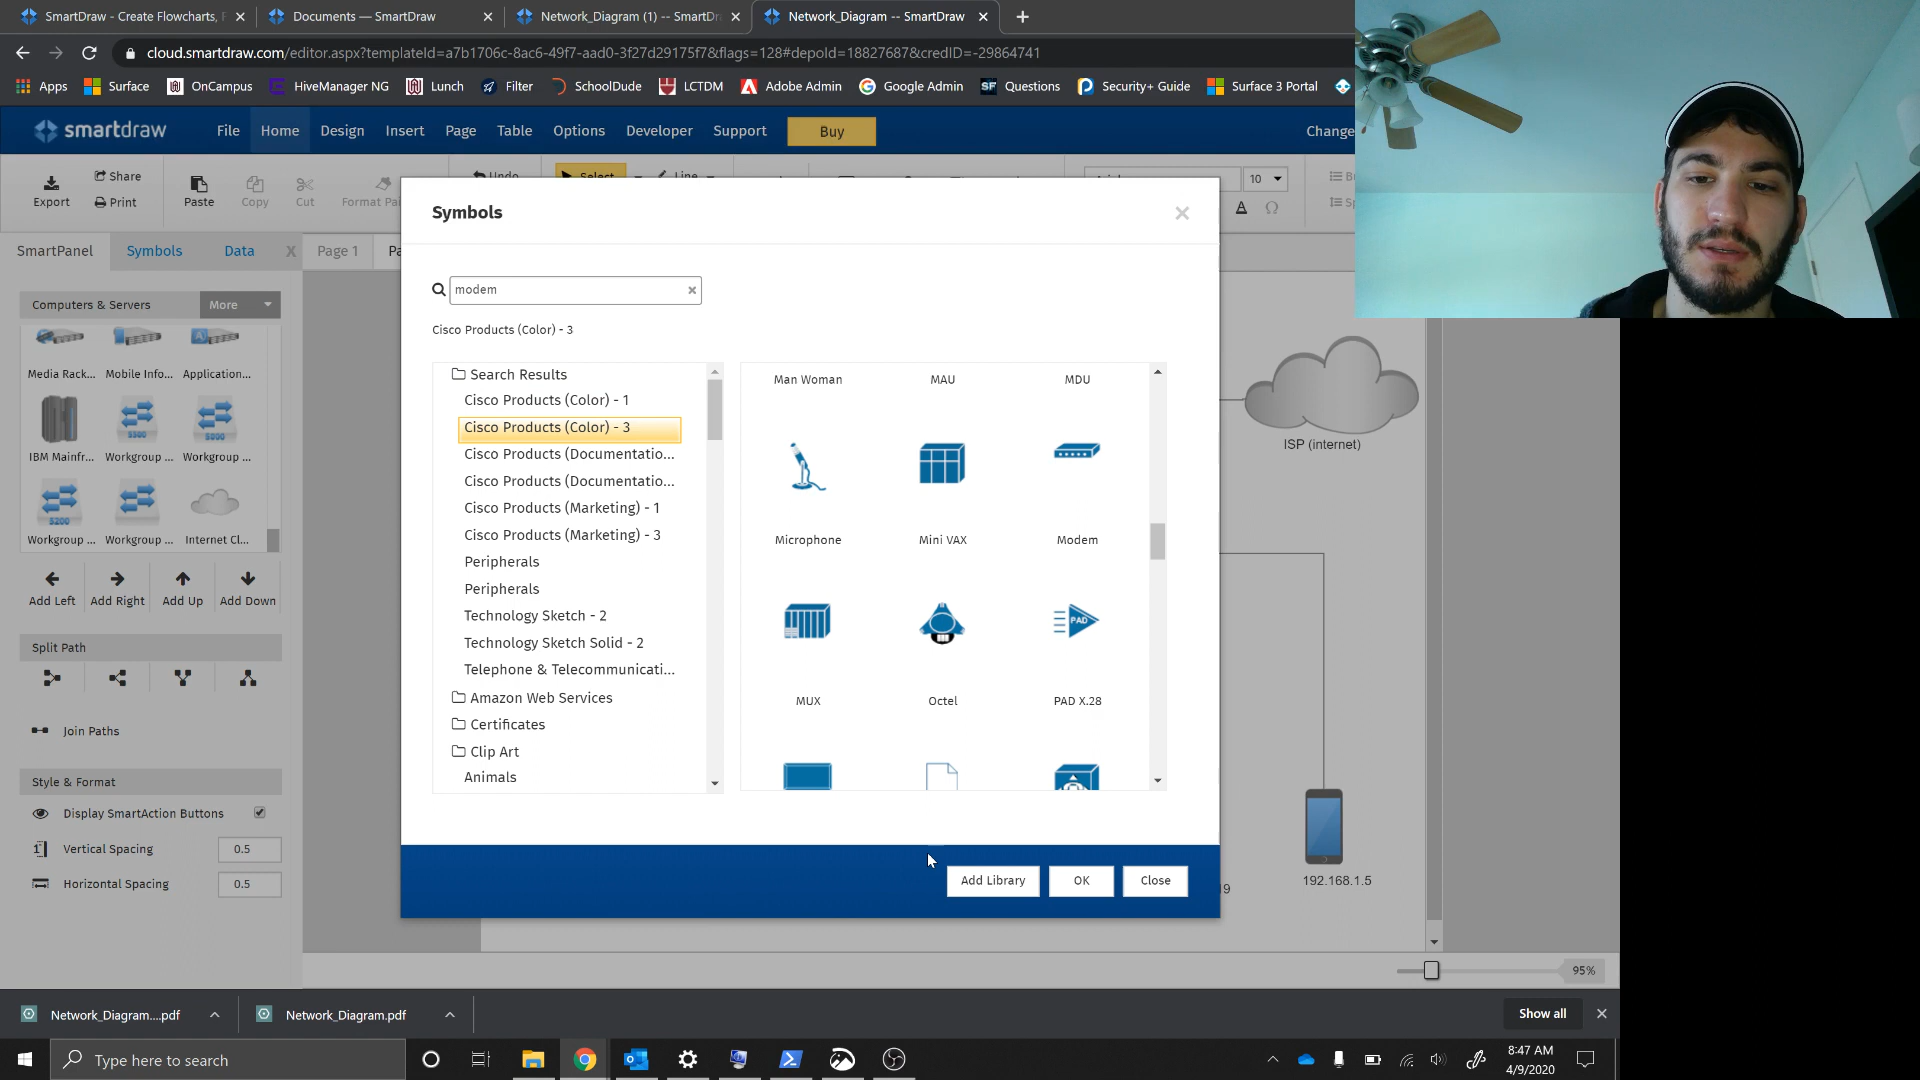 SmartDraw - Create Flowcharts, F
Documents — SmartDraw
Network_Diagram (1) -- SmartDr
Network_Diagram -- SmartDraw
cloud.smartdraw.com/editor.aspx?templateId=a7b1706c-8ac6-49f7-aad0-3f27d29175f7&flags=128#depoId=18827687&credID=-29864741
Apps
Surface
OnCampus
HiveManager NG
Lunch
Filter
SchoolDude
LCTDM
Adobe Admin
Google Admin
SF
Questions
Security+ Guide
Surface 3 Portal
smartdraw
File
Home
Design
Insert
Page
Table
Options
Developer
Support
Buy
Change
Export
Share
Print
Paste
Copy
Cut
Format Pai
Undo
Select
Line
10
SmartPanel
Symbols
Data
X
Page 1
Pa
Computers & Servers
More
Media Rack...
Mobile Info...
Application...
IBM Mainfr...
Workgroup ...
Workgroup ...
Workgroup ...
Workgroup ...
Internet Cl...
Add Left
Add Right
Add Up
Add Down
Split Path
Join Paths
Style & Format
Display SmartAction Buttons
Vertical Spacing
0.5
Horizontal Spacing
0.5
Symbols
modem
Cisco Products (Color) - 3
Search Results
Cisco Products (Color) - 1
Cisco Products (Color) - 3
Cisco Products (Documentatio...
Cisco Products (Documentatio...
Cisco Products (Marketing) - 1
Cisco Products (Marketing) - 3
Peripherals
Peripherals
Technology Sketch - 2
Technology Sketch Solid - 2
Telephone & Telecommunicati...
Amazon Web Services
Certificates
Clip Art
Animals
Man Woman
MAU
MDU
Microphone
Mini VAX
Modem
PAD
MUX
Octel
PAD X.28
Add Library
OK
Close
ISP (internet)
192.168.1.5
95%
Network_Diagram....pdf
Network_Diagram.pdf
Show all
Type here to search
8:47 AM
4/9/2020